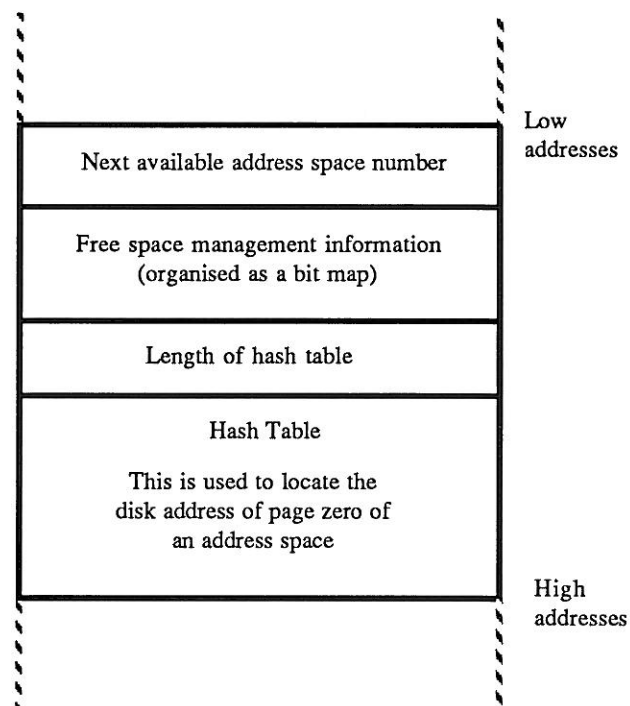 Low
addresses
Next available address space number
Free space management information
(organised as a bit map)
Length of hash table
Hash Table
This is used to locate the
disk address of page zero of
an address space
High
addresses